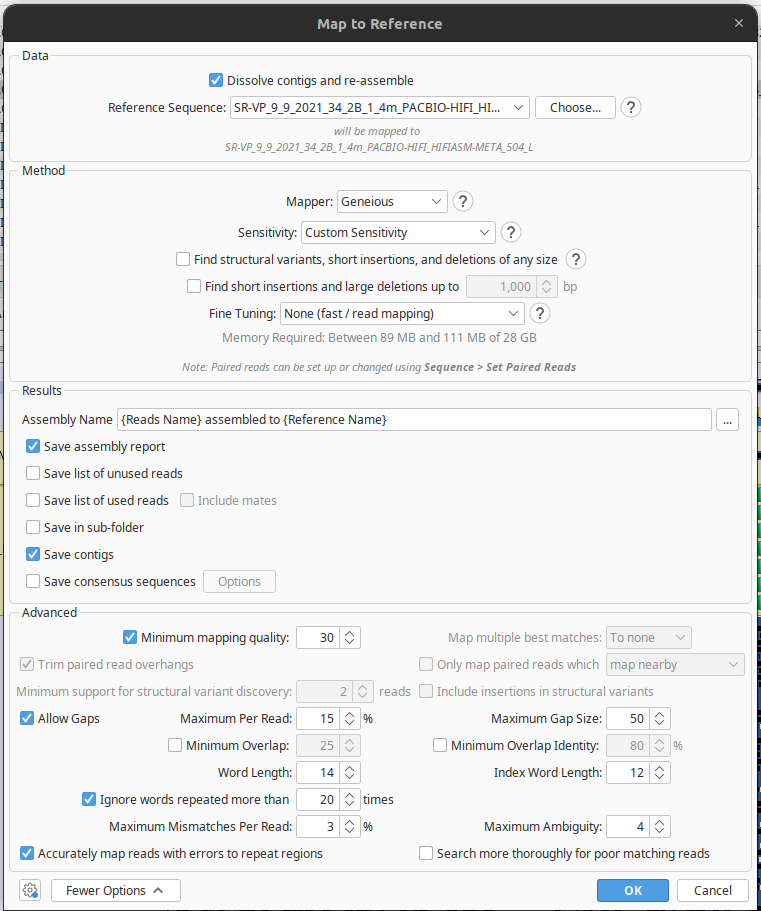 Map to Reference
Data
Dissolve contigs and re-assemble
Reference Sequence: SR-VP_9_9_2021_34_2B_1_4m_PACBIO-HIFI_HI... Choose... ?
will be mapped to
SR-VP_9_9_2021_34_2B_1_4m_PACBIO-HIFI_HIFIASM-META_504_L
Method
Mapper: Geneious ?
Sensitivity: Custom Sensitivity ?
Find structural variants, short insertions, and deletions of any size ?
Find short insertions and large deletions up to 1,000 bp
Fine Tuning: None (fast / read mapping) ?
Memory Required: Between 89 MB and 111 MB of 28 GB
Note: Paired reads can be set up or changed using Sequence > Set Paired Reads
Results
Assembly Name {Reads Name} assembled to {Reference Name} ...
Save assembly report
Save list of unused reads
Save list of used reads Include mates
Save in sub-folder
Save contigs
Save consensus sequences Options
Advanced
Minimum mapping quality: 30 Map multiple best matches: To none
Trim paired read overhangs Only map paired reads which map nearby
Minimum support for structural variant discovery: 2 reads Include insertions in structural variants
Allow Gaps Maximum Per Read: 15 % Maximum Gap Size: 50
Minimum Overlap: 25 Minimum Overlap Identity: 80 %
Word Length: 14 Index Word Length: 12
Ignore words repeated more than 20 times
Maximum Mismatches Per Read: 3 % Maximum Ambiguity: 4
Accurately map reads with errors to repeat regions Search more thoroughly for poor matching reads
Fewer Options OK Cancel